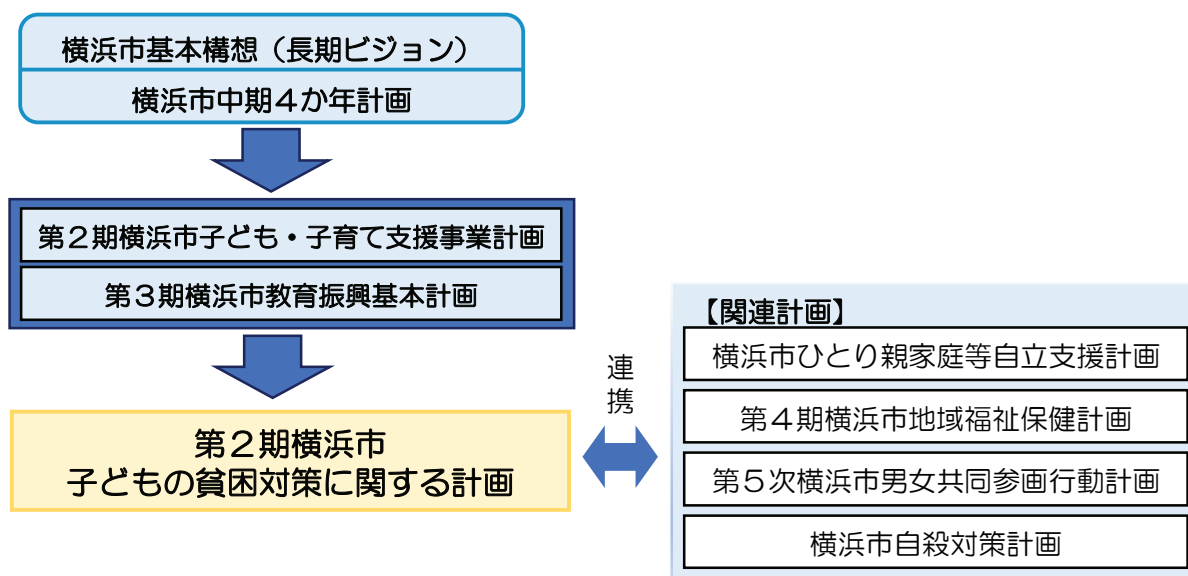 横浜市基本構想（長期ビジョン）
横浜市中期４か年計画
第２期横浜市子ども・子育て支援事業計画
第３期横浜市教育振興基本計画
第２期横浜市
子どもの貧困対策に関する計画
連
携
【関連計画】
横浜市ひとり親家庭等自立支援計画
第４期横浜市地域福祉保健計画
第５次横浜市男女共同参画行動計画
横浜市自殺対策計画